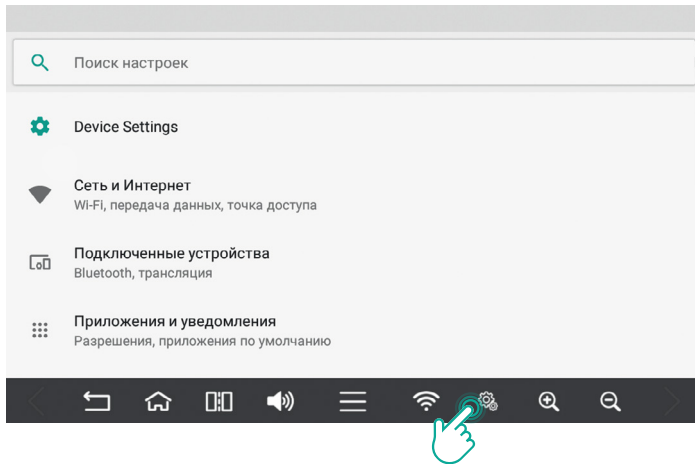 Поиск настроек
Device Settings
Сеть и Интернет
Wi-Fi, передача данных, точка доступа
Подключенные устройства
Bluetooth, трансляция
Приложения и уведомления
Разрешения, приложения по умолчанию